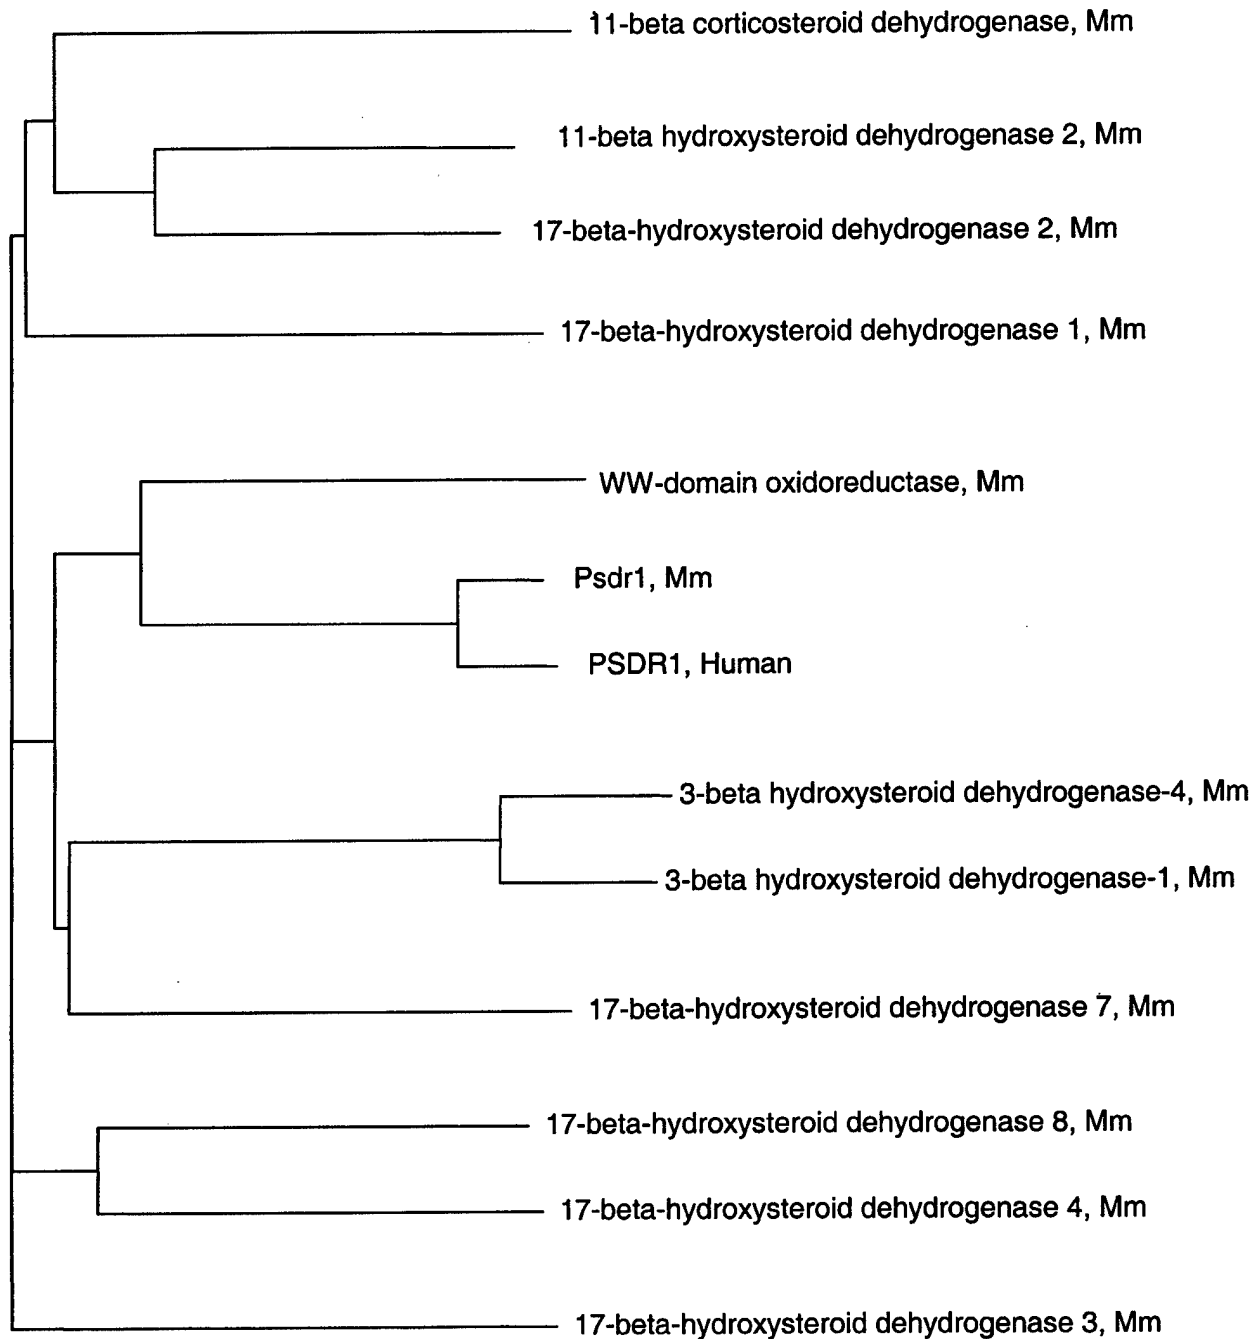 11-beta corticosteroid dehydrogenase, Mm
11-beta hydroxysteroid dehydrogenase 2, Mm
17-beta-hydroxysteroid dehydrogenase 2, Mm
17-beta-hydroxysteroid dehydrogenase 1, Mm
WW-domain oxidoreductase, Mm
Psdr1, Mm
PSDR1, Human
3-beta hydroxysteroid dehydrogenase-4, Mm
3-beta hydroxysteroid dehydrogenase-1, Mm
17-beta-hydroxysteroid dehydrogenase 7, Mm
17-beta-hydroxysteroid dehydrogenase 8, Mm
17-beta-hydroxysteroid dehydrogenase 4, Mm
17-beta-hydroxysteroid dehydrogenase 3, Mm